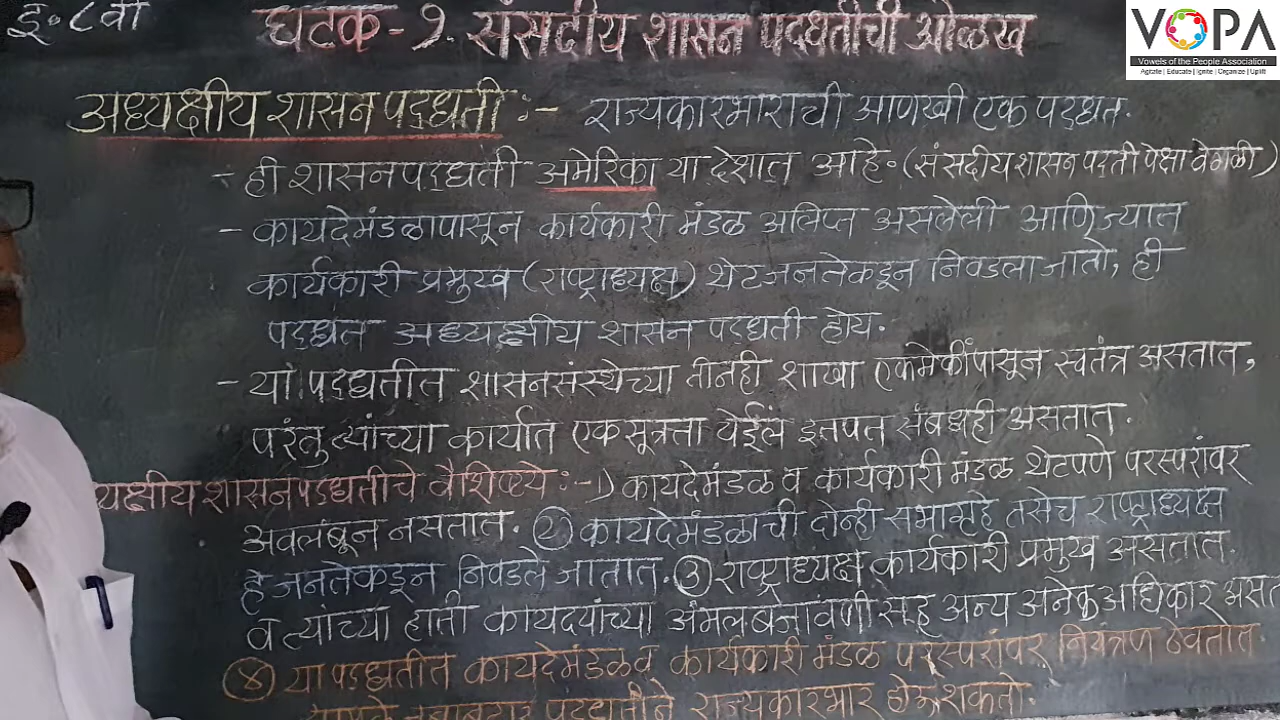 इ.८वी
घटक-१. संसदीय शासन पद्धतीची ओळख
VOPA
Vowels of the People Association
Agitate | Educate | Ignite | Organize | Uplift
अध्यक्षीय शासन पद्धती :- राज्यकारभाराची आणखी एक पद्धत.
- ही शासनपद्धती अमेरिका या देशात आहे. (संसदीय शासन पद्ती पेक्षा वेगळी)
- कायदेमंडळापासून कार्यकारी मंडळ अलिप्त असलेली आणि ज्यात
कार्यकारी प्रमुख (राष्ट्राध्यक्ष) थेट जनतेकडून निवडला जातो, ही
पद्धत अध्यक्षीय शासन पद्धती होय.
- या पद्धतीत शासनसंस्थेच्या तीनही शाखा एकमेकींपासून स्वतंत्र असतात,
परंतु त्यांच्या कार्यात एकसूत्रता येईल इतपत संबंधही असतात.
यक्षीय शासनपद्धतीचे वैशिष्ट्ये :- १) कायदेमंडळ व कार्यकारी मंडळ थेटपणे परस्परांवर
अवलंबून नसतात. (२) कायदेमंडळाची दोन्ही सभागृहे तसेच राष्ट्राध्यक्ष
हे जनतेकडून निवडले जातात. (३) राष्ट्राध्यक्ष कार्यकारी प्रमुख असतात.
व त्यांच्या हाती कायदयांच्या अंमलबजावणीसह अन्य अनेक अधिकार असत
(४) या पद्धतीत कायदेमंडळ व कार्यकारी मंडळ परस्परांवर नियंत्रण ठेवतात
पद्धतीने राज्यकारभार होऊ शकतो.